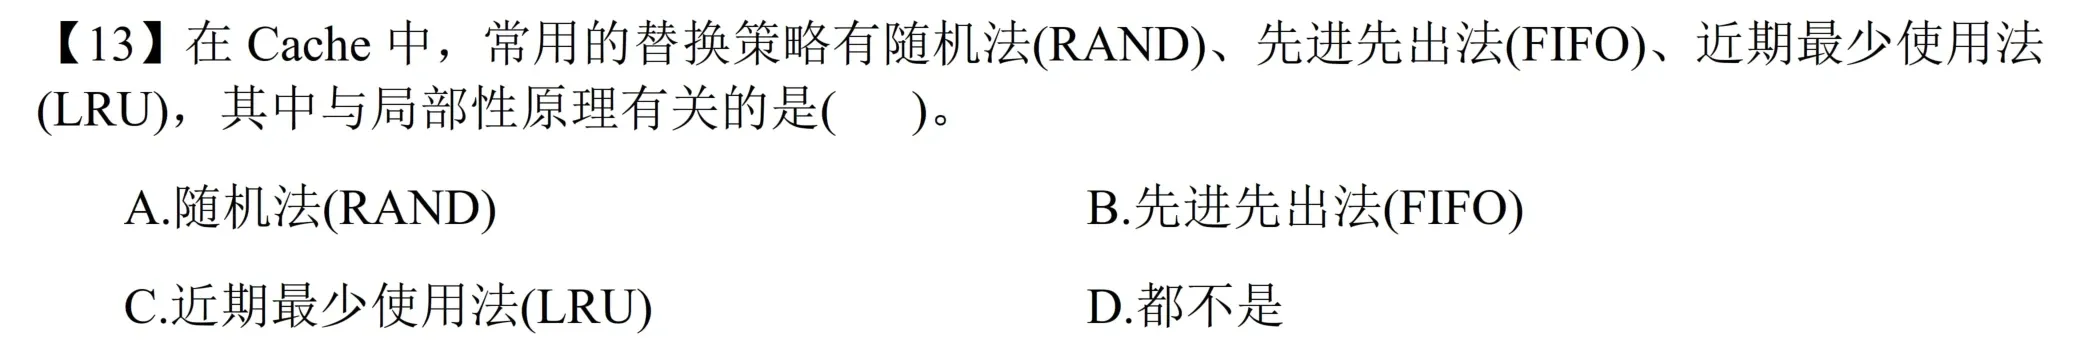 【13】在 Cache 中，常用的替换策略有随机法(RAND)、先进先出法(FIFO)、近期最少使用法
(LRU)，其中与局部性原理有关的是(    )。
A.随机法(RAND)    B.先进先出法(FIFO)
C.近期最少使用法(LRU)    D.都不是